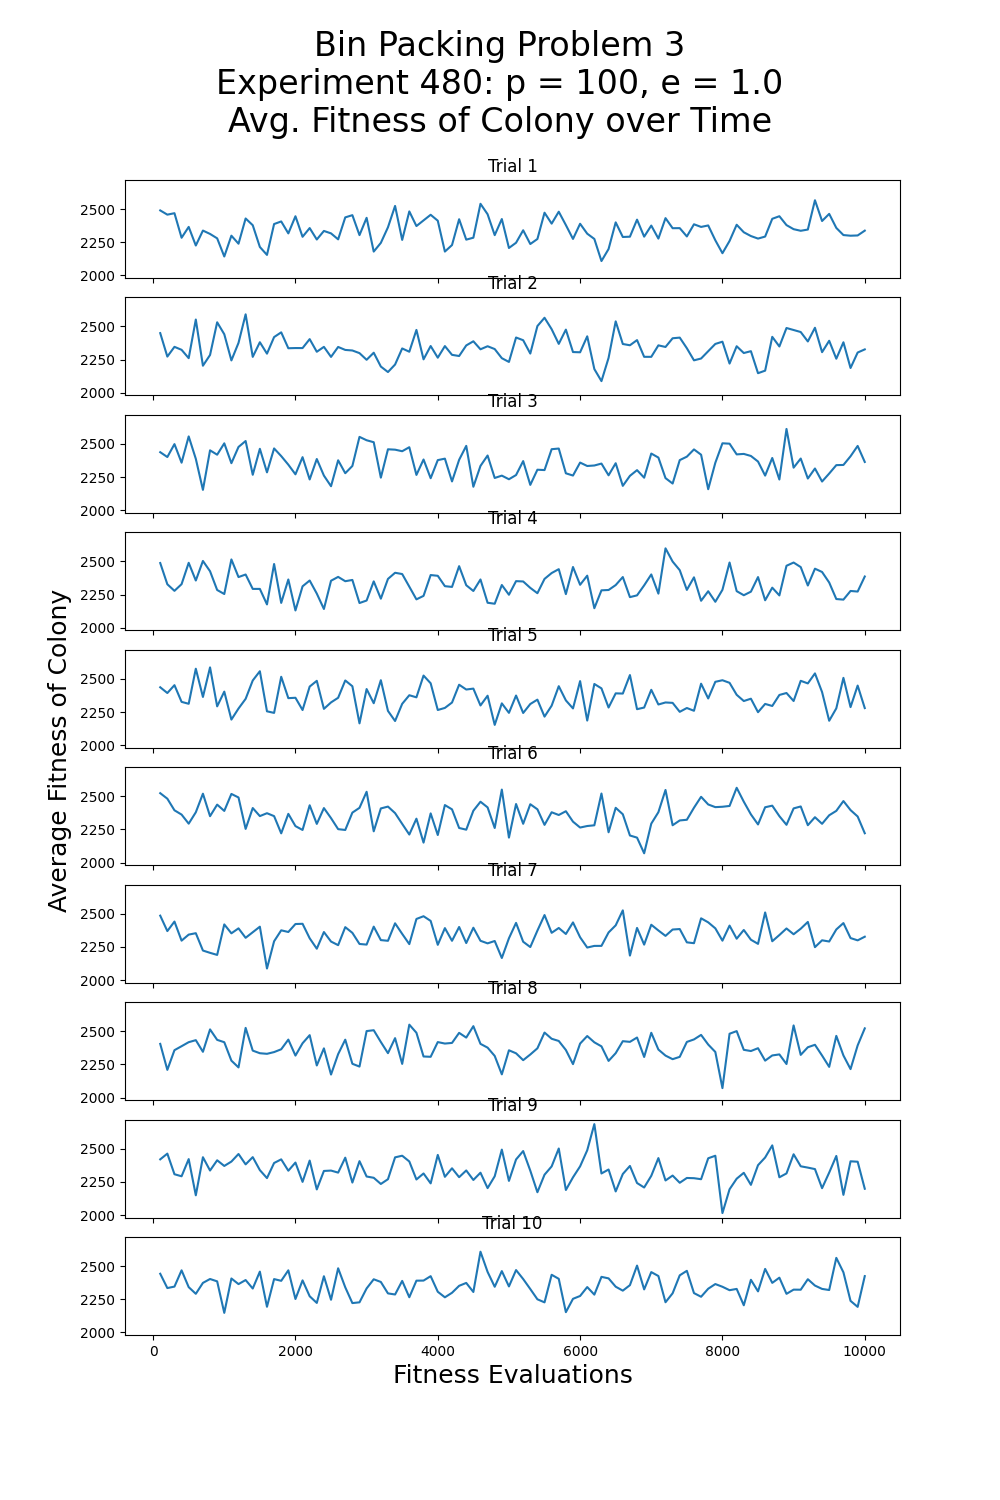 Bin Packing Problem 3
Experiment 480: p = 100, e = 1.0
Avg. Fitness of Colony over Time
Trial 1
2500
2250
2000
Trial 2
2500
2250
2000
Trial 3
2500
2250
2000
Trial 4
2500
2250
2000
Trial 5
2500
2250
2000
Trial 6
2500
2250
2000
Trial 7
2500
2250
2000
Trial 8
2500
2250
2000
Trial 9
2500
2250
2000
Trial 10
2500
2250
2000
0 2000 4000 6000 8000 10000
Fitness Evaluations
Average Fitness of Colony